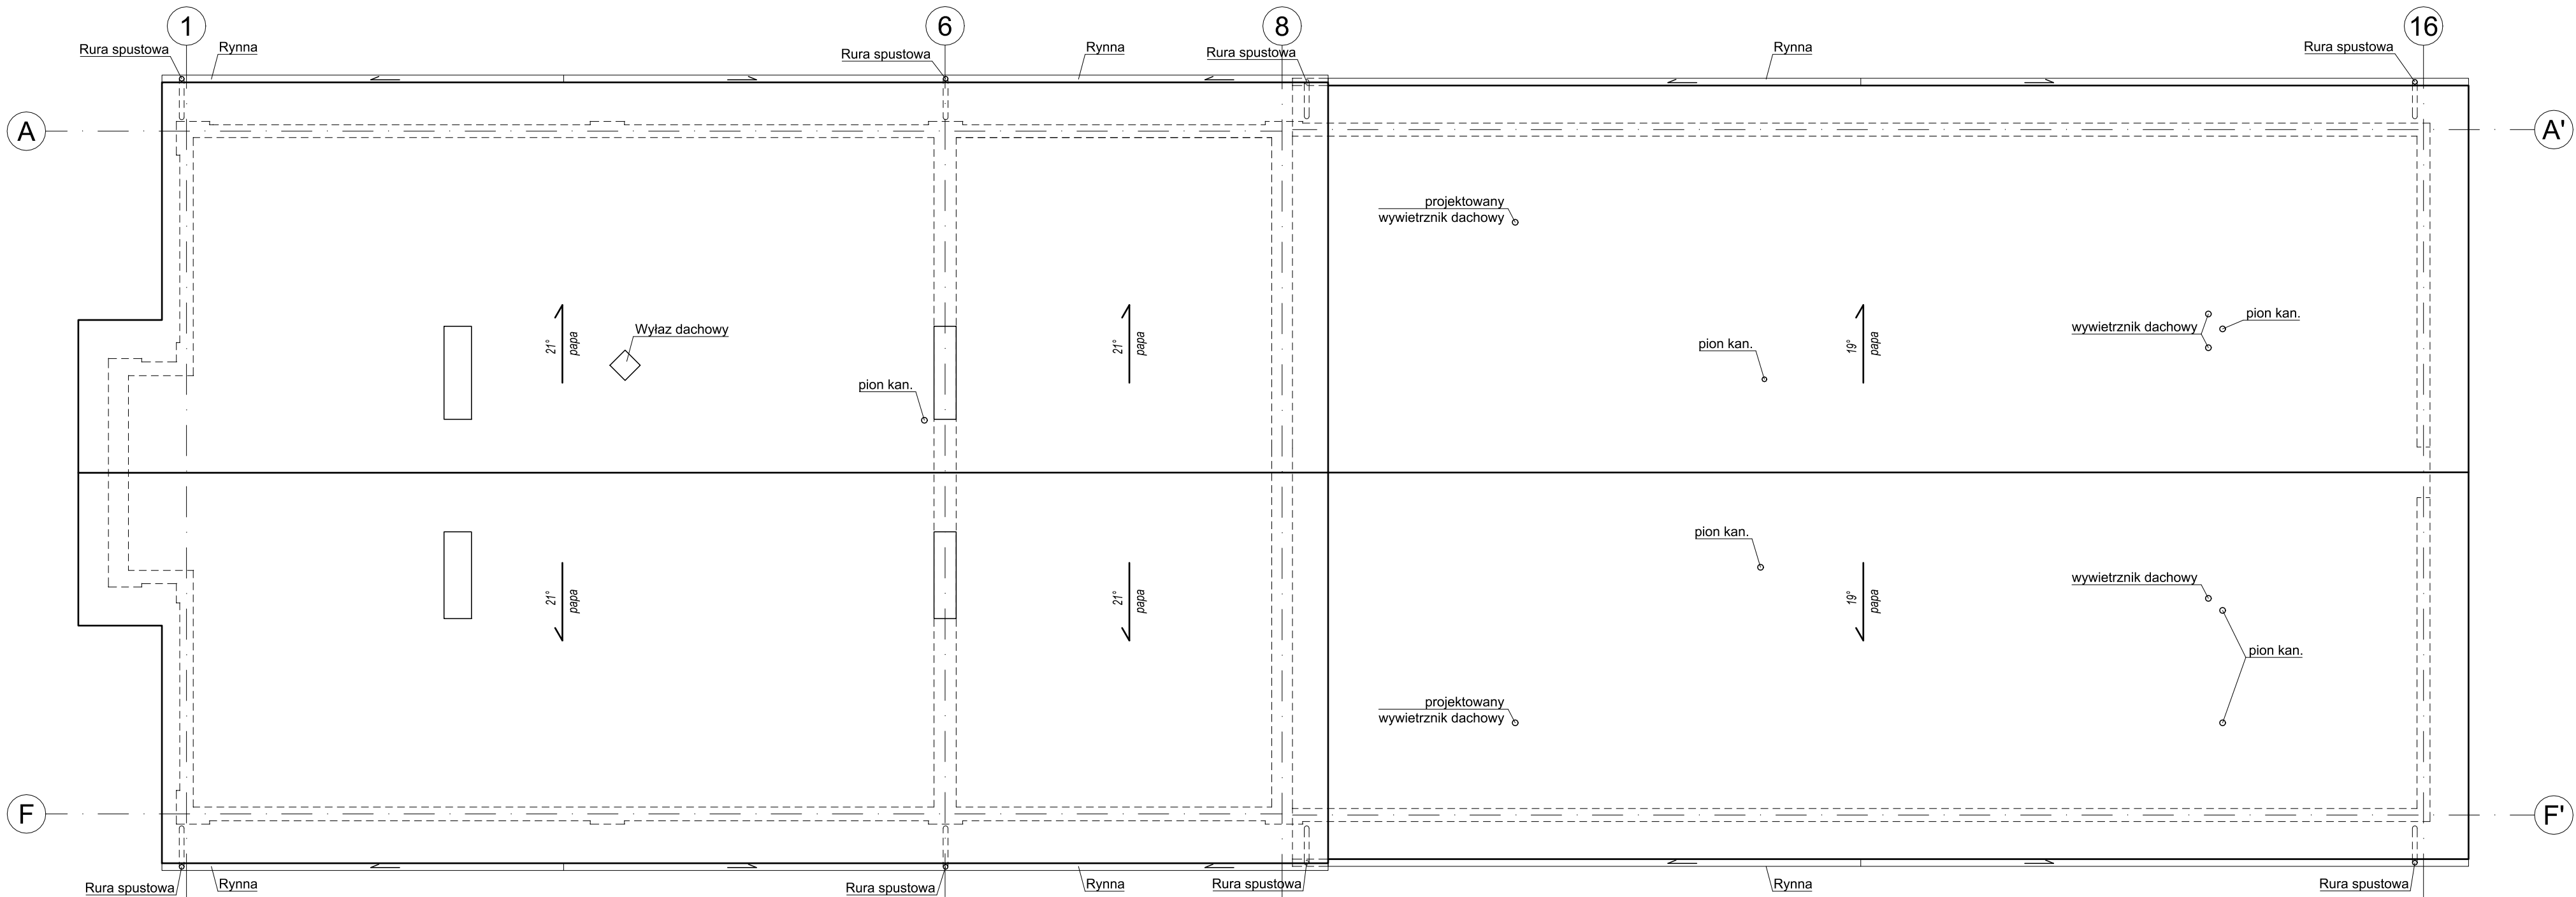 1
6
8
16
Rura spustowa
Rynna
Rura spustowa
Rynna
Rura spustowa
Rynna
Rura spustowa
A
A'
projektowany
wywietrznik dachowy
21°
papa
Wyłaz dachowy
pion kan.
21°
papa
pion kan.
19°
papa
wywietrznik dachowy
pion kan.
21°
papa
21°
papa
pion kan.
19°
papa
wywietrznik dachowy
pion kan.
projektowany
wywietrznik dachowy
F
F'
Rura spustowa
Rynna
Rura spustowa
Rynna
Rura spustowa
Rynna
Rura spustowa